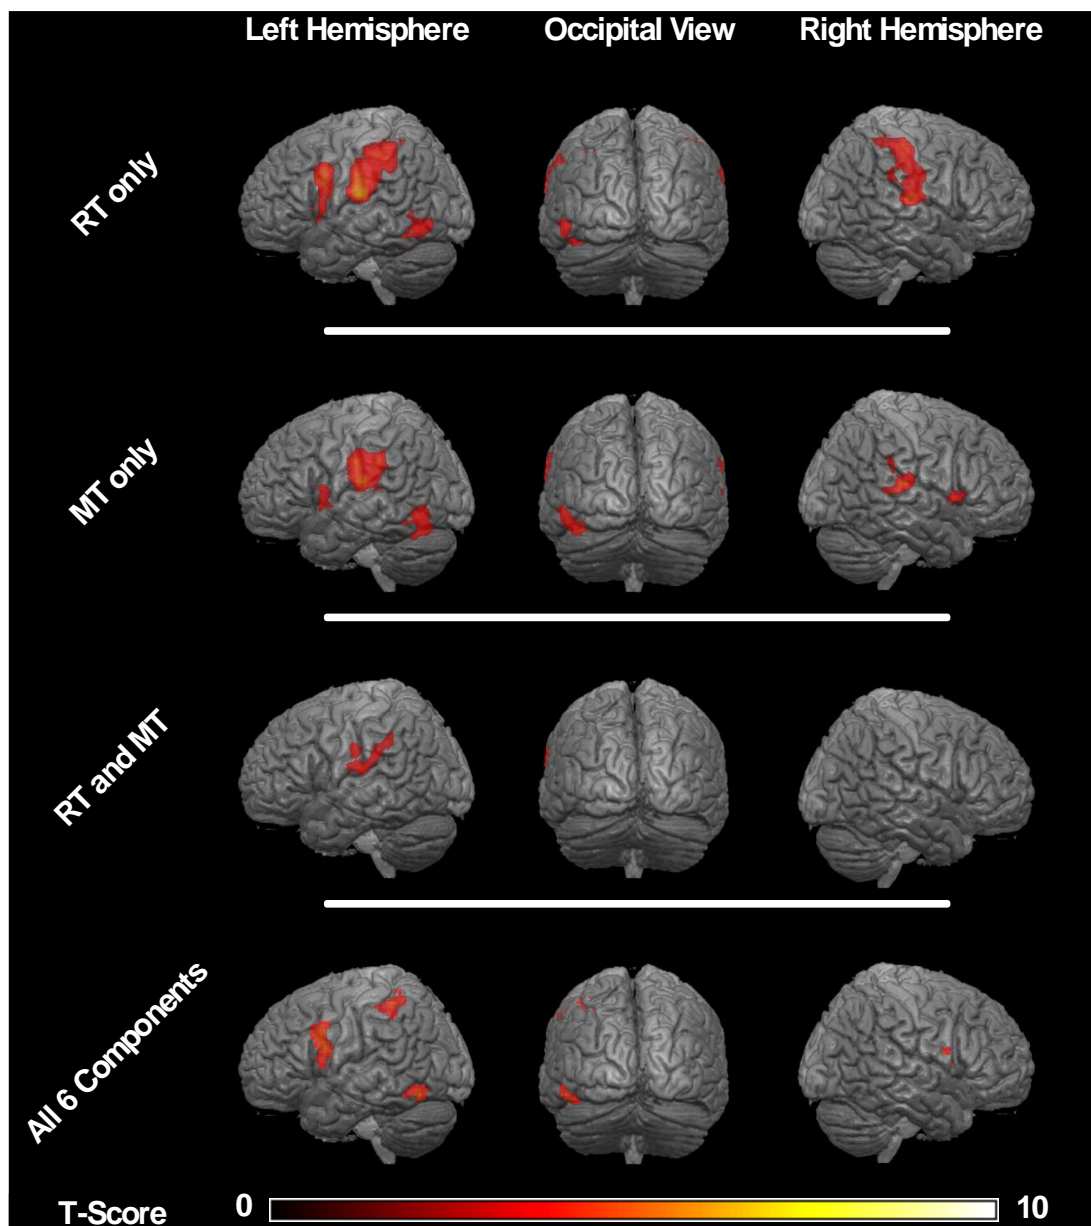 Left Hemisphere Occipital View Right Hemisphere
RT only
MT only
RT and MT
All 6 Components
T-Score 0 10